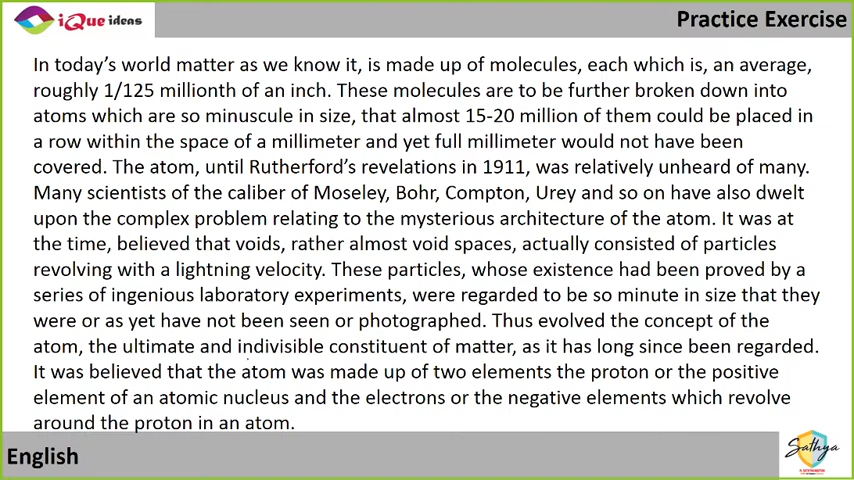 iQue ideas
Practice Exercise
In today's world matter as we know it, is made up of molecules, each which is, an average,
roughly 1/125 millionth of an inch. These molecules are to be further broken down into
atoms which are so minuscule in size, that almost 15-20 million of them could be placed in
a row within the space of a millimeter and yet full millimeter would not have been
covered. The atom, until Rutherford's revelations in 1911, was relatively unheard of many.
Many scientists of the caliber of Moseley, Bohr, Compton, Urey and so on have also dwelt
upon the complex problem relating to the mysterious architecture of the atom. It was at
the time, believed that voids, rather almost void spaces, actually consisted of particles
revolving with a lightning velocity. These particles, whose existence had been proved by a
series of ingenious laboratory experiments, were regarded to be so minute in size that they
were or as yet have not been seen or photographed. Thus evolved the concept of the
atom, the ultimate and indivisible constituent of matter, as it has long since been regarded.
It was believed that the atom was made up of two elements the proton or the positive
element of an atomic nucleus and the electrons or the negative elements which revolve
around the proton in an atom.
English
Sathya